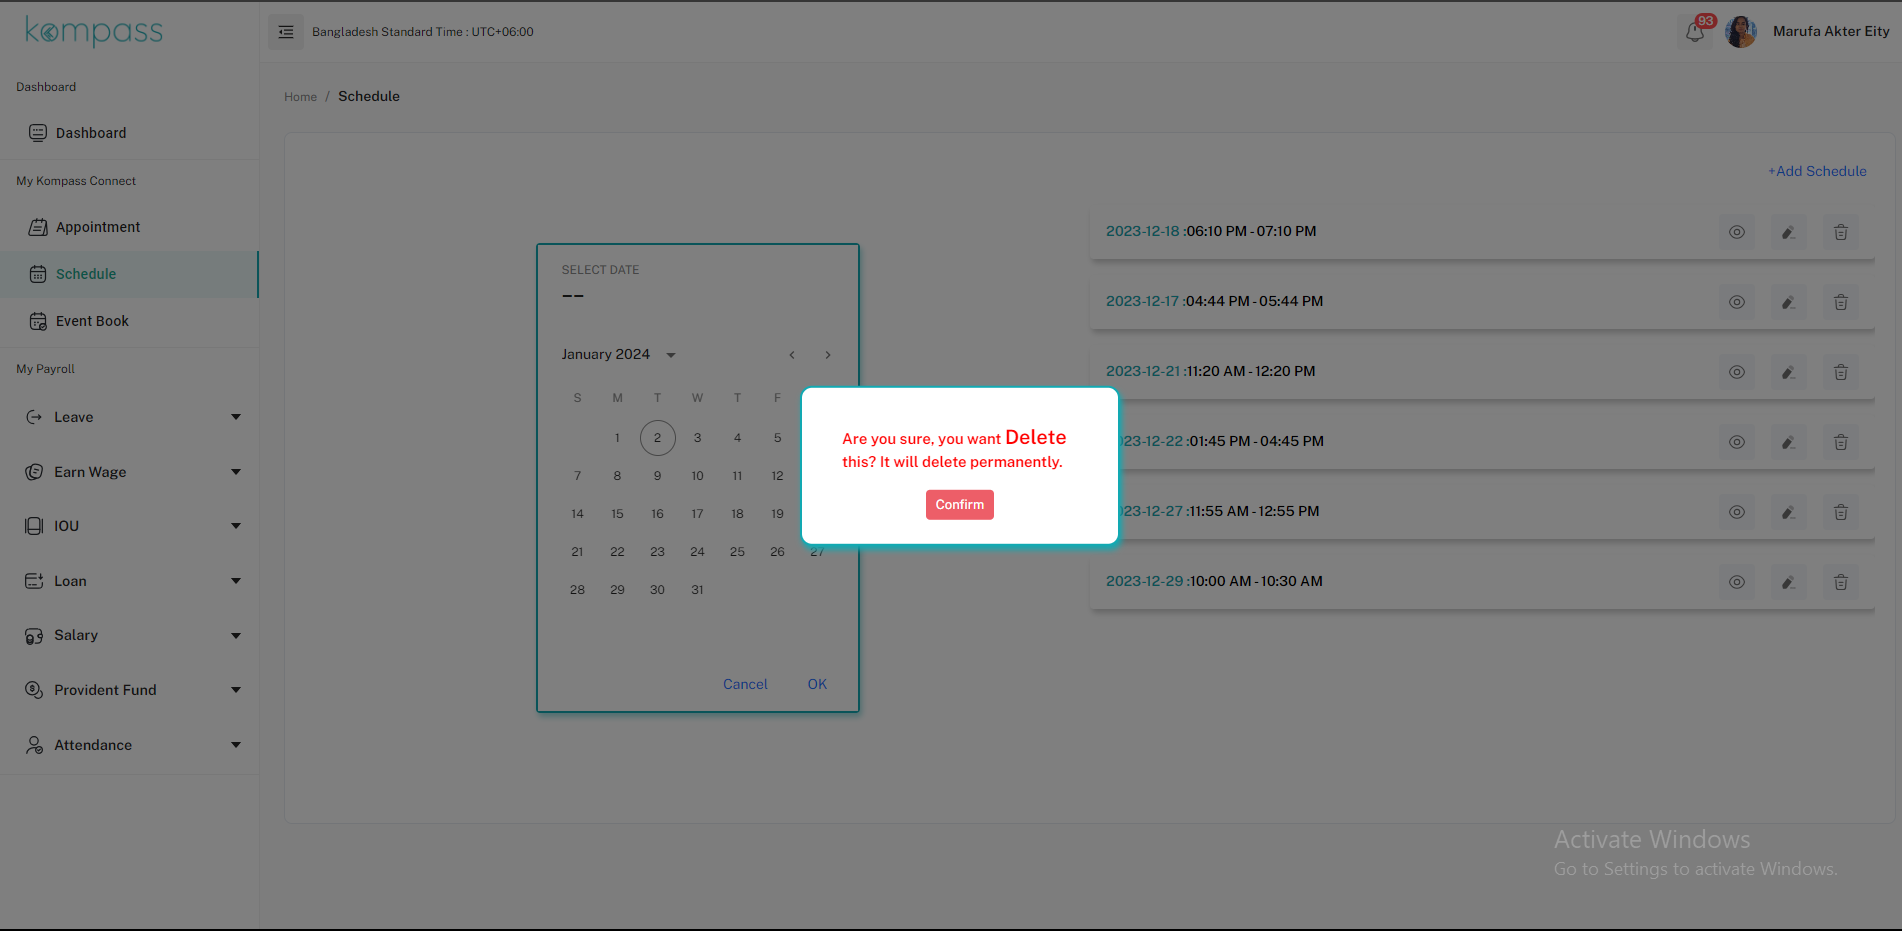 kompass
Bangladesh Standard Time : UTC+06:00
93
Marufa Akter Eity
Dashboard
Dashboard
My Kompass Connect
Appointment
Schedule
Event Book
My Payroll
Leave
Earn Wage
IOU
Loan
Salary
Provident Fund
Attendance
Home / Schedule
+Add Schedule
SELECT DATE
––
January 2024
S M T W T F
1 2 3 4 5
7 8 9 10 11 12
14 15 16 17 18 19
21 22 23 24 25 26 27
28 29 30 31
Cancel OK
Are you sure, you want Delete
this? It will delete permanently.
Confirm
2023-12-18 :06:10 PM - 07:10 PM
2023-12-17 :04:44 PM - 05:44 PM
2023-12-21 :11:20 AM - 12:20 PM
23-12-22 :01:45 PM - 04:45 PM
23-12-27 :11:55 AM - 12:55 PM
2023-12-29 :10:00 AM - 10:30 AM
Activate Windows
Go to Settings to activate Windows.